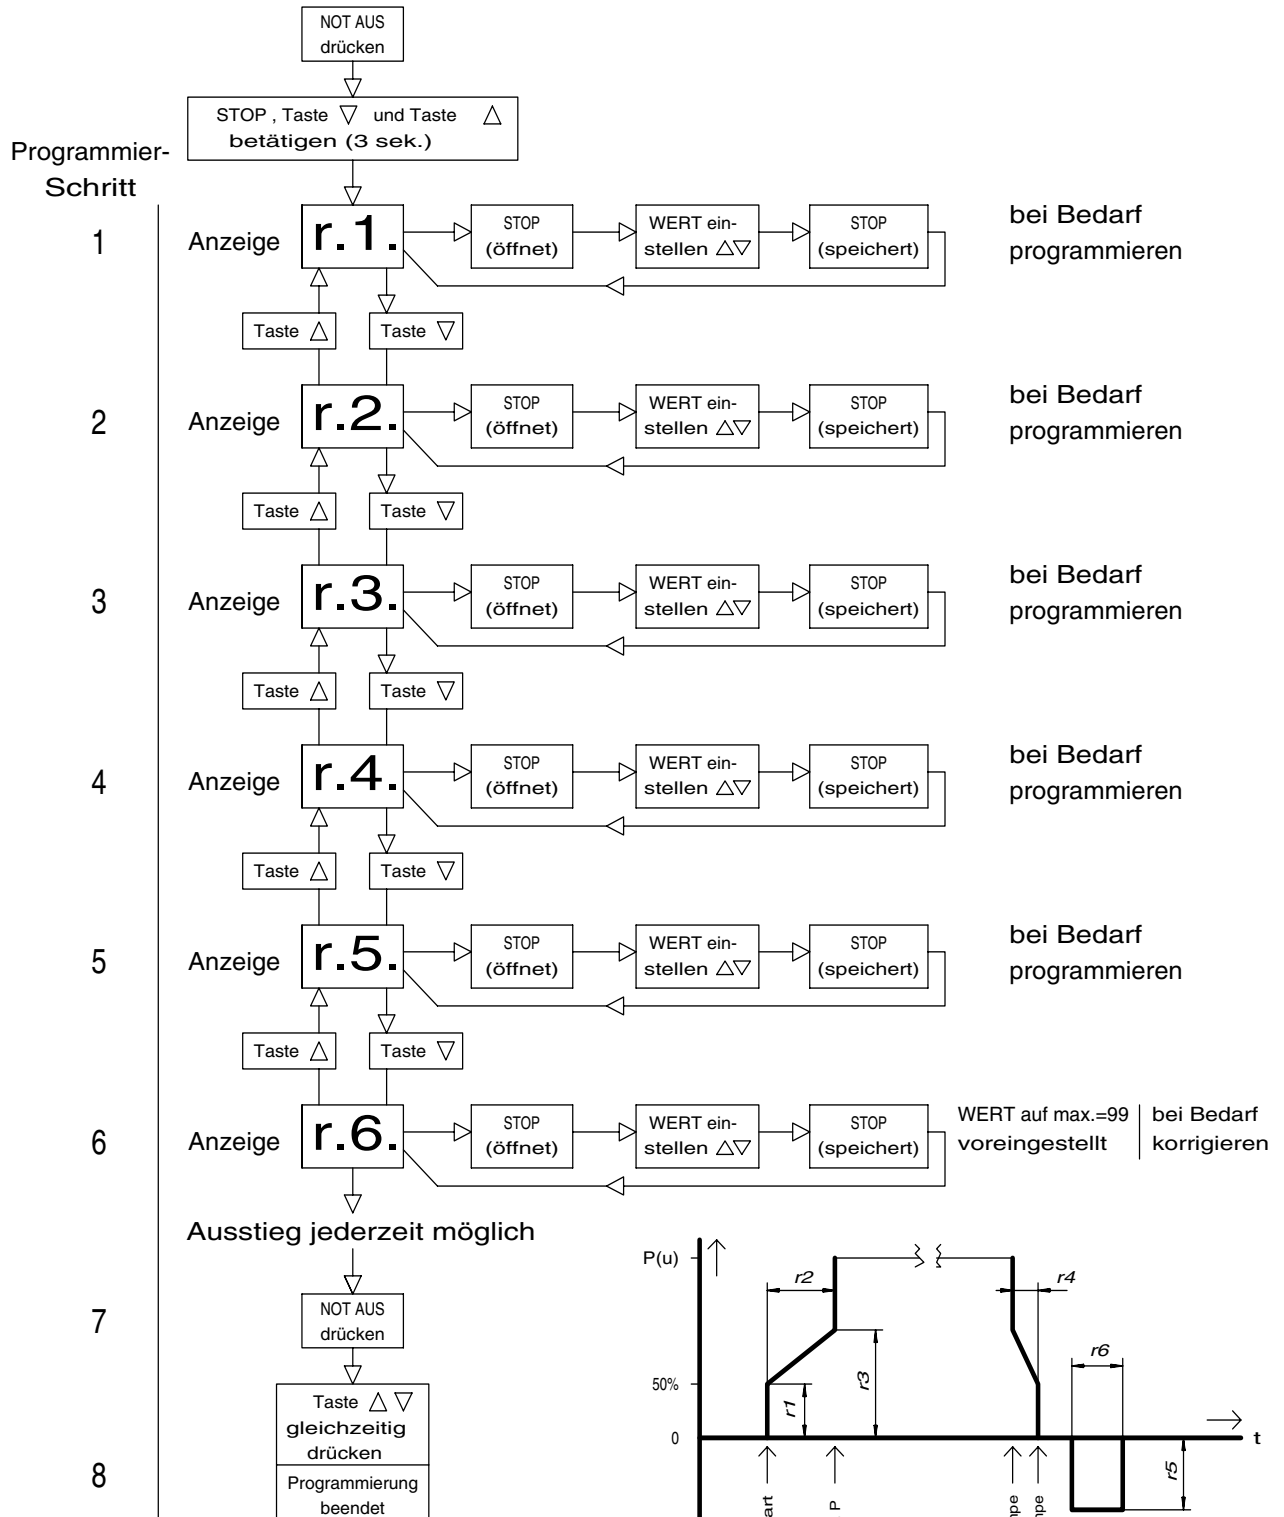 NOT AUS
drücken
STOP , Taste ▽ und Taste △
betätigen (3 sek.)
Programmier-
Schritt
1
Anzeige
r.1.
STOP
(öffnet)
WERT ein-
stellen △▽
STOP
(speichert)
bei Bedarf
programmieren
Taste △
Taste ▽
2
Anzeige
r.2.
STOP
(öffnet)
WERT ein-
stellen △▽
STOP
(speichert)
bei Bedarf
programmieren
Taste △
Taste ▽
3
Anzeige
r.3.
STOP
(öffnet)
WERT ein-
stellen △▽
STOP
(speichert)
bei Bedarf
programmieren
Taste △
Taste ▽
4
Anzeige
r.4.
STOP
(öffnet)
WERT ein-
stellen △▽
STOP
(speichert)
bei Bedarf
programmieren
Taste △
Taste ▽
5
Anzeige
r.5.
STOP
(öffnet)
WERT ein-
stellen △▽
STOP
(speichert)
bei Bedarf
programmieren
Taste △
Taste ▽
6
Anzeige
r.6.
STOP
(öffnet)
WERT ein-
stellen △▽
STOP
(speichert)
WERT auf max.=99
voreingestellt
bei Bedarf
korrigieren
Ausstieg jederzeit möglich
7
NOT AUS
drücken
8
Taste △ ▽
gleichzeitig
drücken
Programmierung
beendet
P(u)
50%
0
r2
r4
r6
r1
r3
r5
t
P